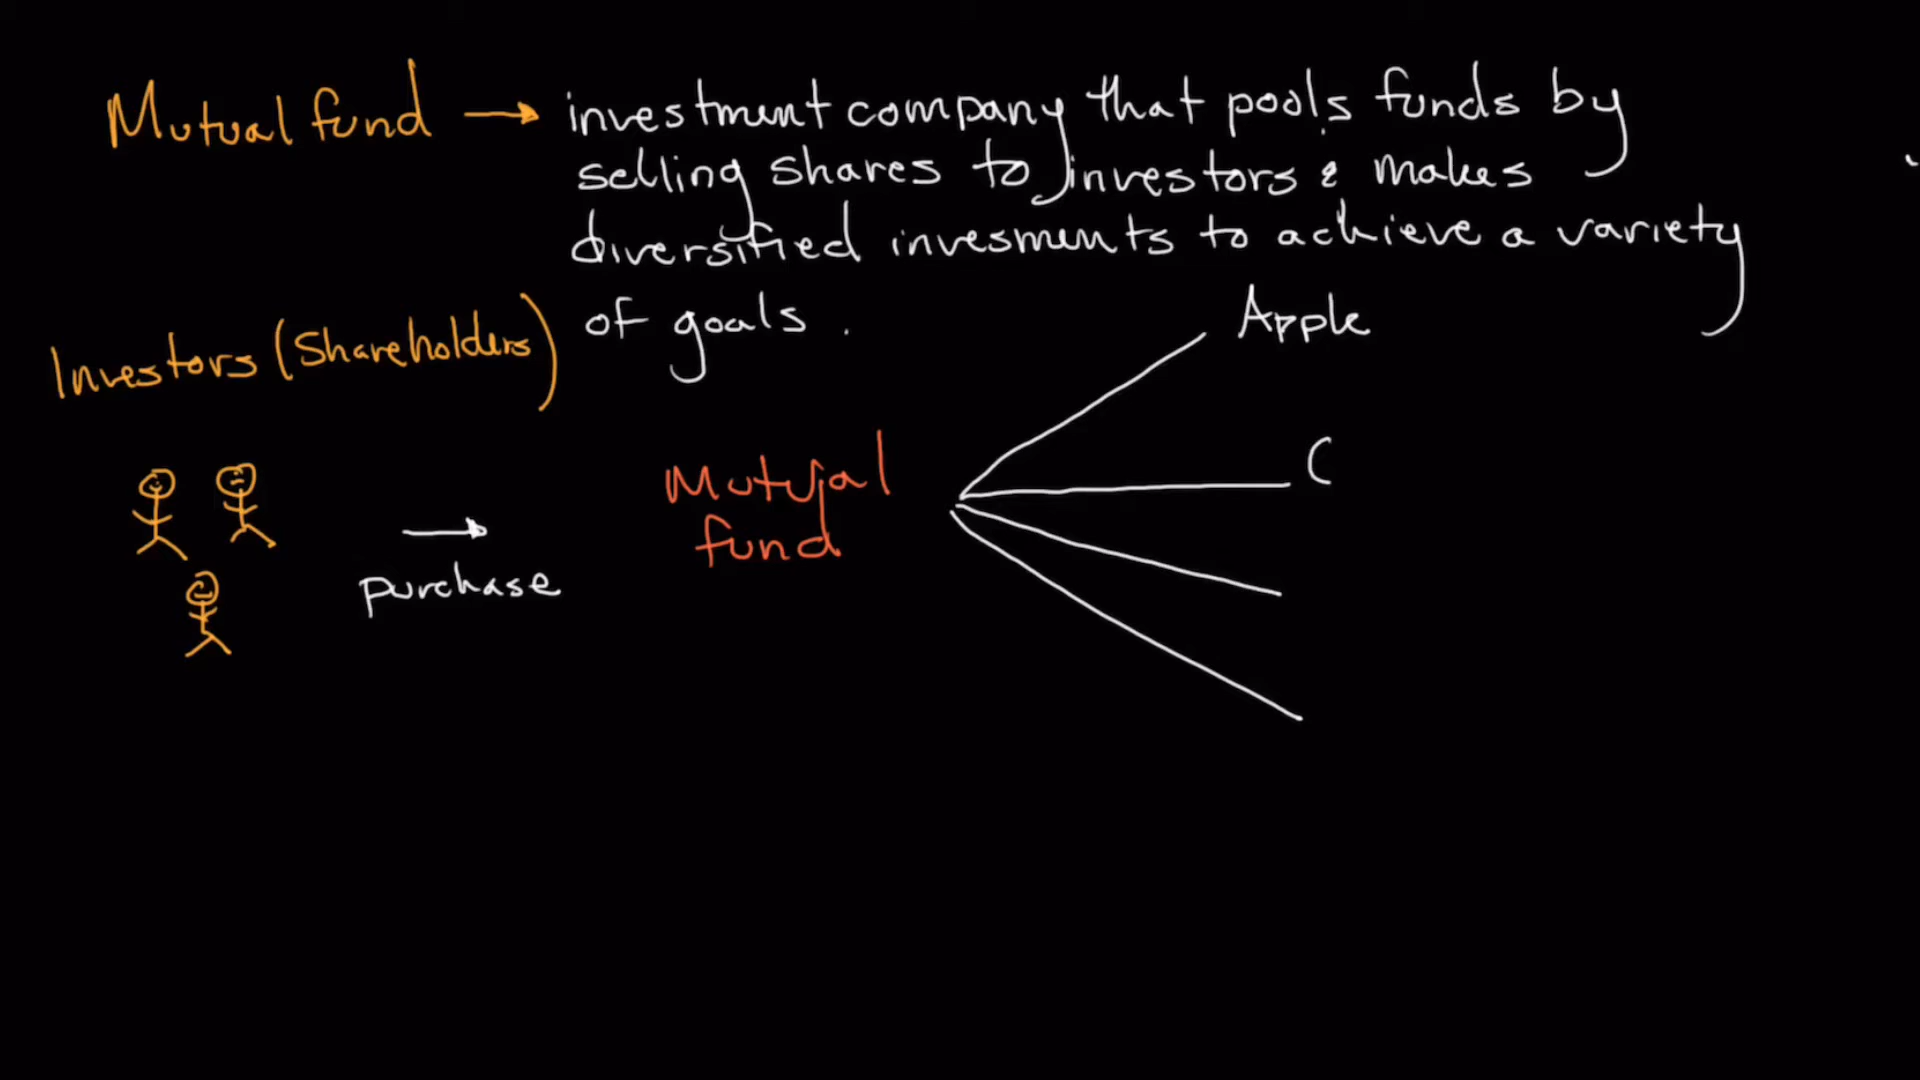 Mutual fund → investment company that pools funds by
selling shares to investors & makes
diversified invesments to achieve a variety
of goals.
Investors (Shareholders)
Apple
C
Mutual
fund
purchase